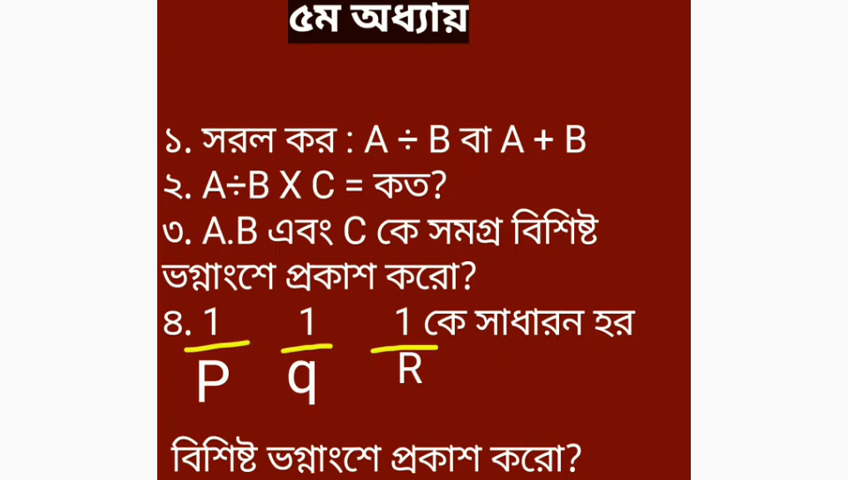 ৫ম অধ্যায়
১. সরল কর : A ÷ B বা A + B
২. A÷B X C = কত?
৩. A.B এবং C কে সমগ্র বিশিষ্ট
ভগ্নাংশে প্রকাশ করো?
৪. 1 1 1 কে সাধারন হর
P q R
বিশিষ্ট ভগ্নাংশে প্রকাশ করো?